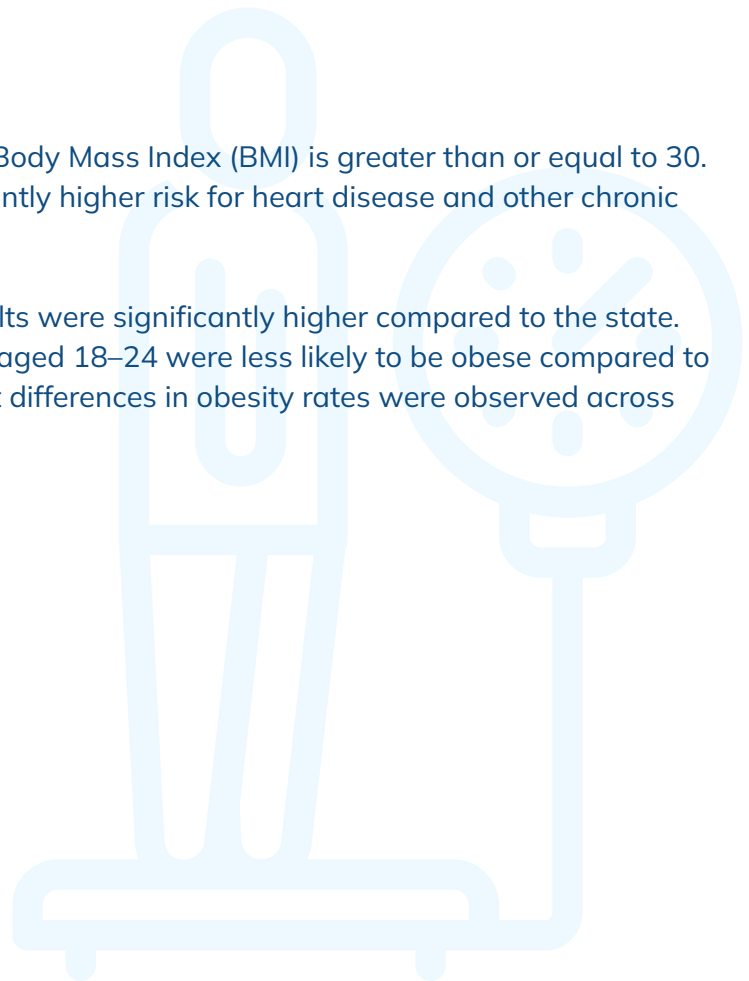 Body Mass Index (BMI) is greater than or equal to 30.
ntly higher risk for heart disease and other chronic
lts were significantly higher compared to the state.
aged 18–24 were less likely to be obese compared to
differences in obesity rates were observed across